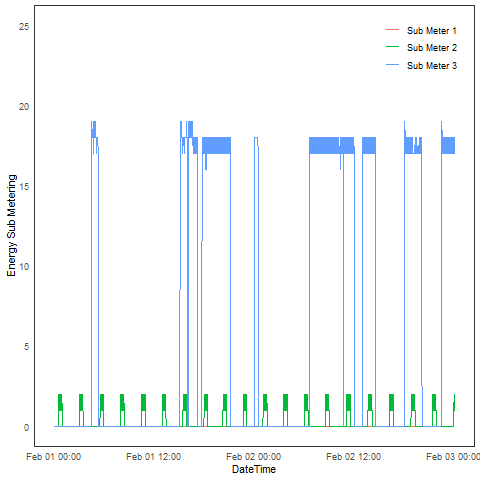 Sub Meter 1
Sub Meter 2
Sub Meter 3
Energy Sub Metering
25
20
15
10
5
0
Feb 01 00:00
Feb 01 12:00
Feb 02 00:00
Feb 02 12:00
Feb 03 00:00
DateTime